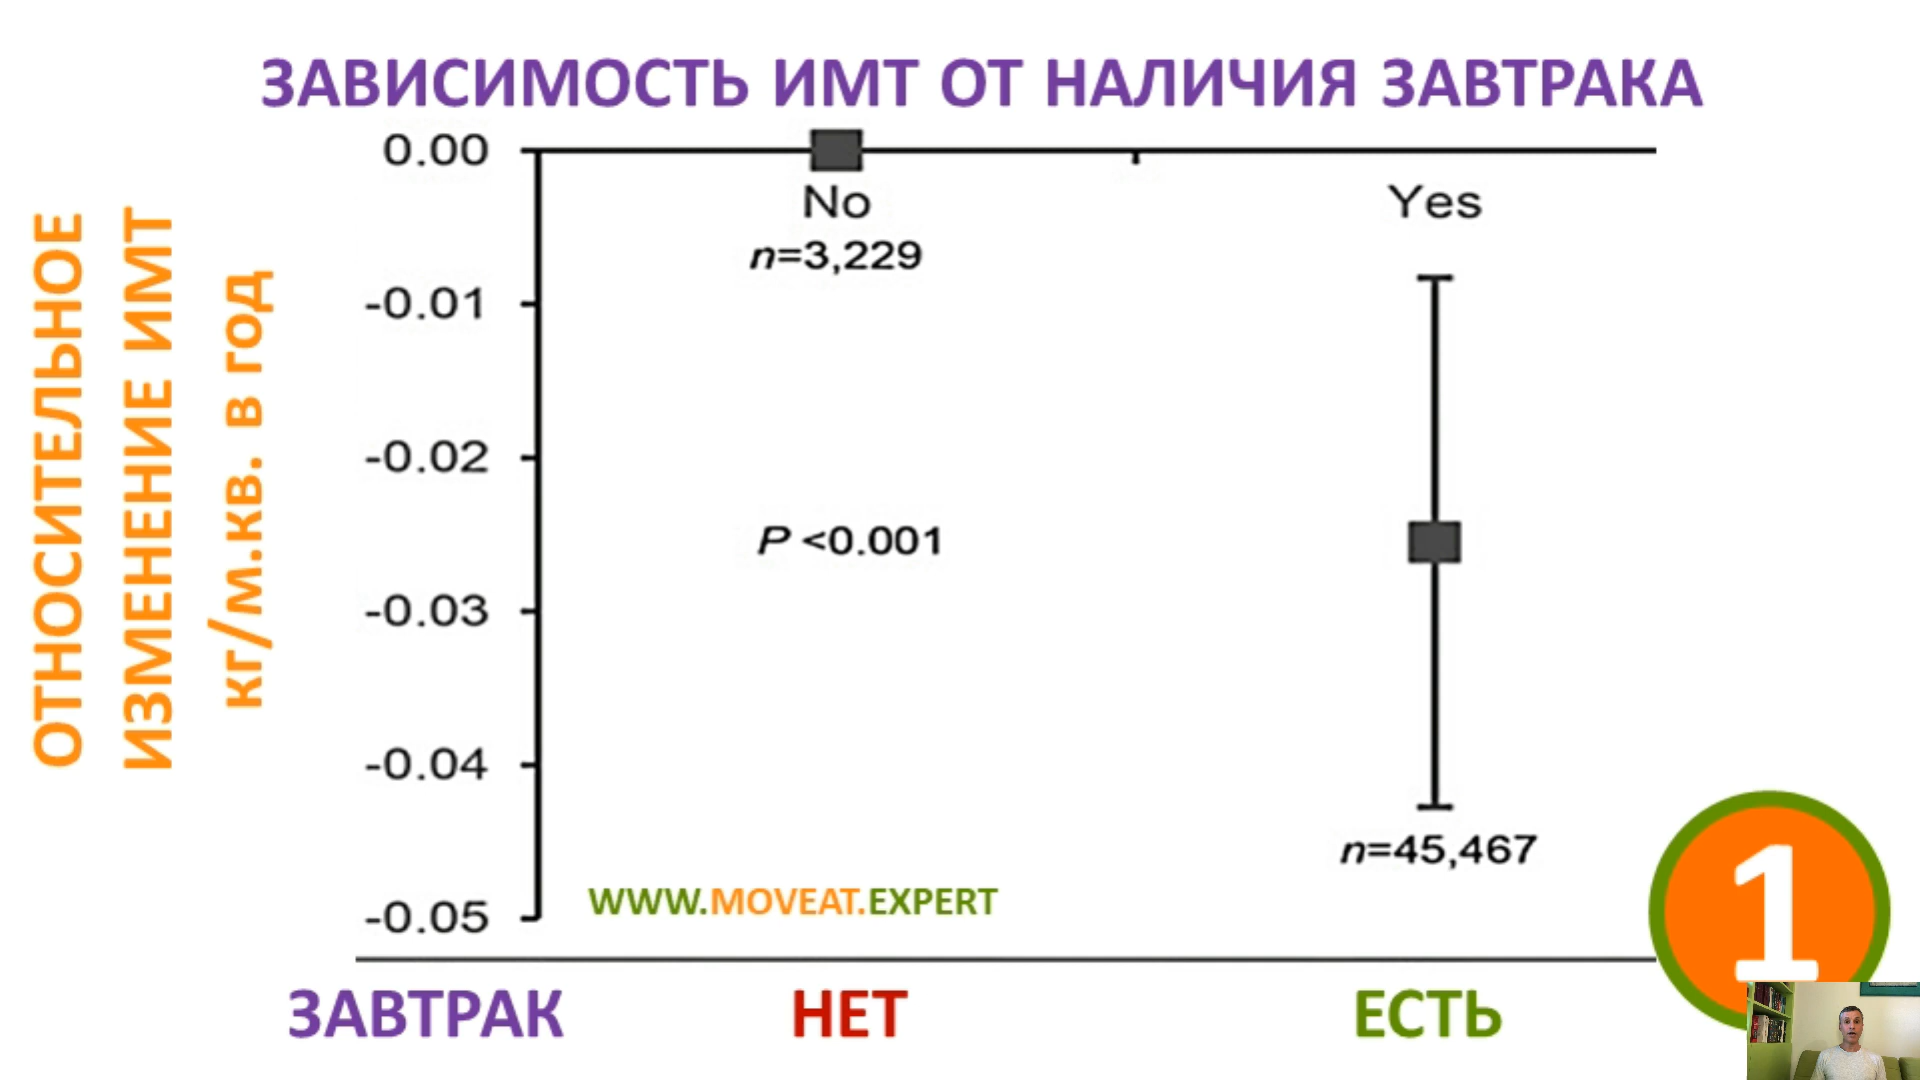 ЗАВИСИМОСТЬ ИМТ ОТ НАЛИЧИЯ ЗАВТРАКА
ОТНОСИТЕЛЬНОЕ
ИЗМЕНЕНИЕ ИМТ
кг/м.кв. в год
0.00
-0.01
-0.02
-0.03
-0.04
-0.05
No
n=3,229
Yes
P <0.001
n=45,467
WWW.MOVEAT.EXPERT
1
ЗАВТРАК НЕТ ЕСТЬ